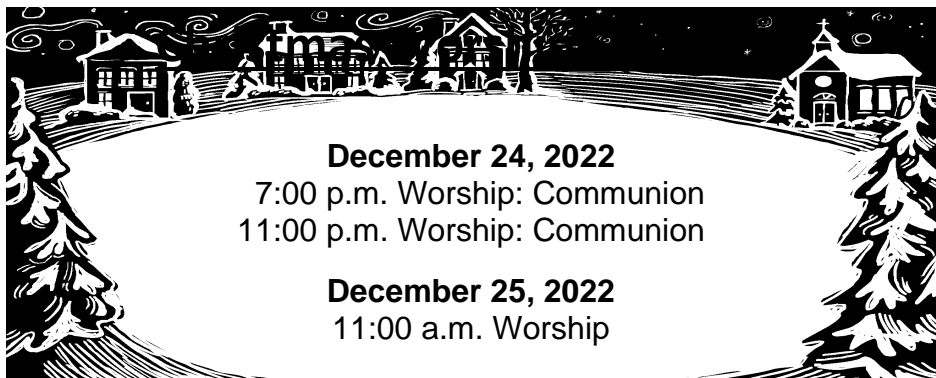 December 24, 2022
7:00 p.m. Worship: Communion
11:00 p.m. Worship: Communion
December 25, 2022
11:00 a.m. Worship